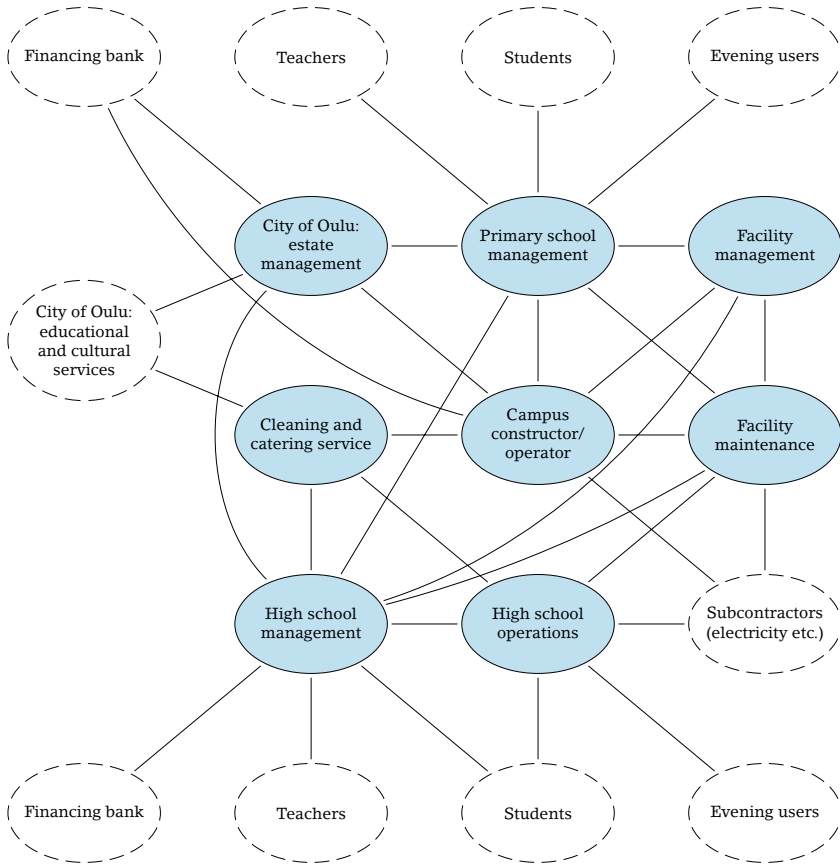 Financing bank
Teachers
Students
Evening users
City of Oulu:
estate
management
Primary school
management
Facility
management
City of Oulu:
educational
and cultural
services
Cleaning and
catering service
Campus
constructor/
operator
Facility
maintenance
High school
management
High school
operations
Subcontractors
(electricity etc.)
Financing bank
Teachers
Students
Evening users